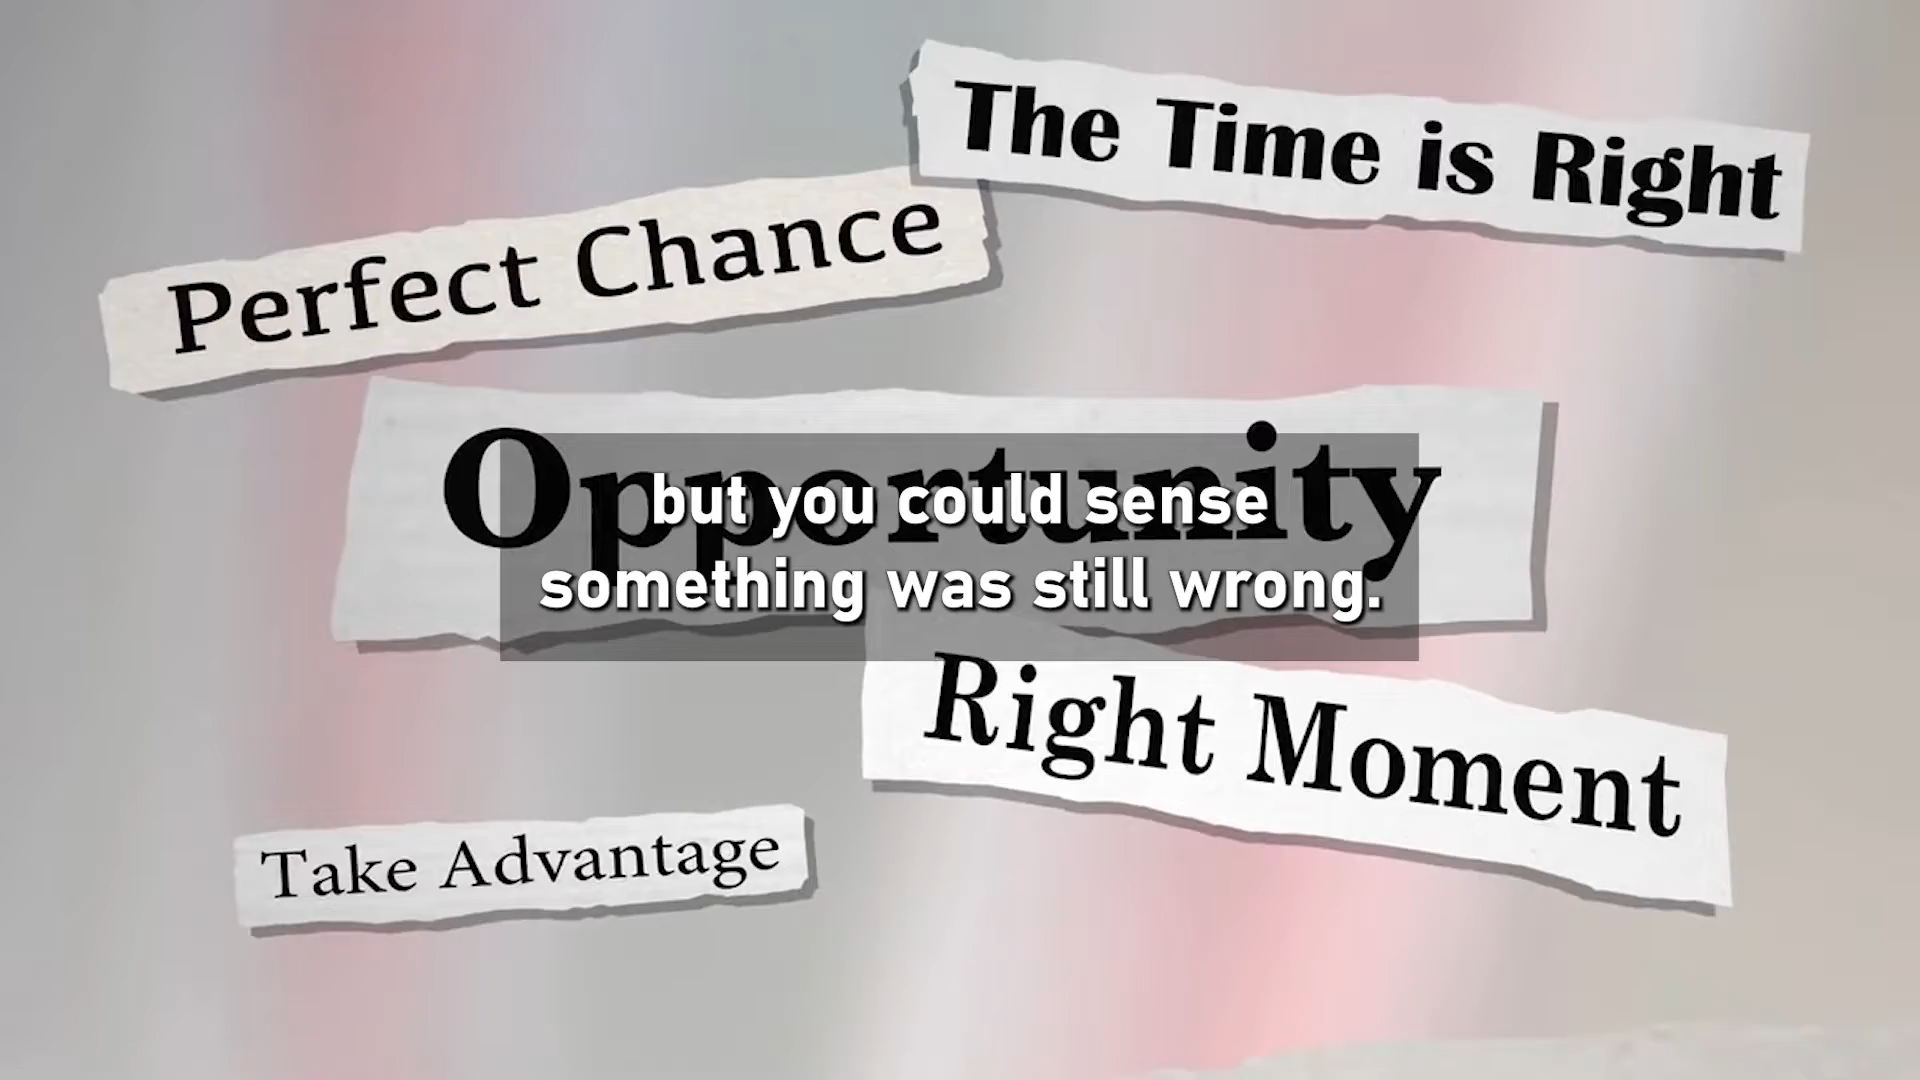 The Time is Right
Perfect Chance
Opportunity
but you could sense
something was still wrong.
Right Moment
Take Advantage